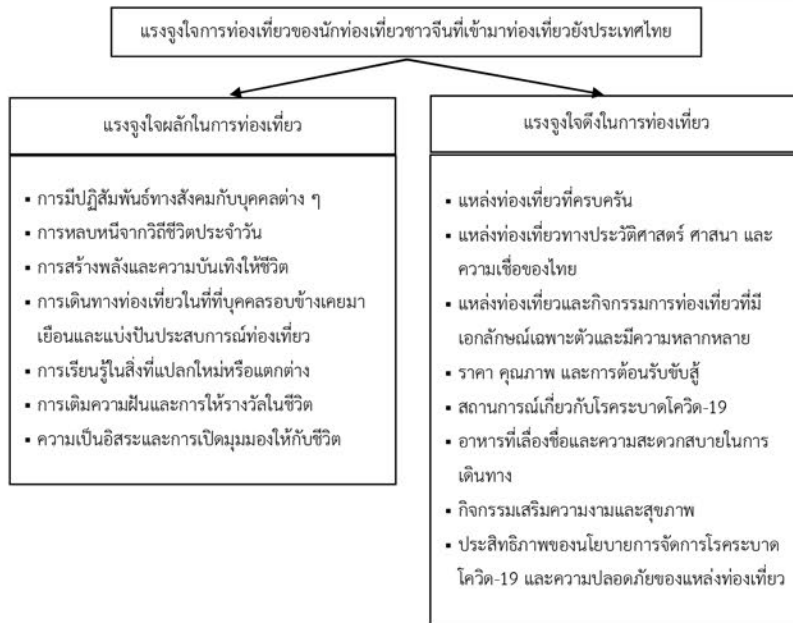 แรงจูงใจการท่องเที่ยวของนักท่องเที่ยวชาวจีนที่เข้ามาท่องเที่ยวยังประเทศไทย
แรงจูงใจผลักในการท่องเที่ยว
▪ การมีปฏิสัมพันธ์ทางสังคมกับบุคคลต่าง ๆ
▪ การหลบหนีจากวิถีชีวิตประจำวัน
▪ การสร้างพลังและความบันเทิงให้ชีวิต
▪ การเดินทางท่องเที่ยวในที่ที่บุคคลรอบข้างเคยมา
เยือนและแบ่งปันประสบการณ์ท่องเที่ยว
▪ การเรียนรู้ในสิ่งที่แปลกใหม่หรือแตกต่าง
▪ การเติมความฝันและการให้รางวัลในชีวิต
▪ ความเป็นอิสระและการเปิดมุมมองให้กับชีวิต
แรงจูงใจดึงในการท่องเที่ยว
▪ แหล่งท่องเที่ยวที่ครบครัน
▪ แหล่งท่องเที่ยวทางประวัติศาสตร์ ศาสนา และ
ความเชื่อของไทย
▪ แหล่งท่องเที่ยวและกิจกรรมการท่องเที่ยวที่มี
เอกลักษณ์เฉพาะตัวและมีความหลากหลาย
▪ ราคา คุณภาพ และการต้อนรับขับสู้
▪ สถานการณ์เกี่ยวกับโรคระบาดโควิด-19
▪ อาหารที่เลื่องชื่อและความสะดวกสบายในการ
เดินทาง
▪ กิจกรรมเสริมความงามและสุขภาพ
▪ ประสิทธิภาพของนโยบายการจัดการโรคระบาด
โควิด-19 และความปลอดภัยของแหล่งท่องเที่ยว